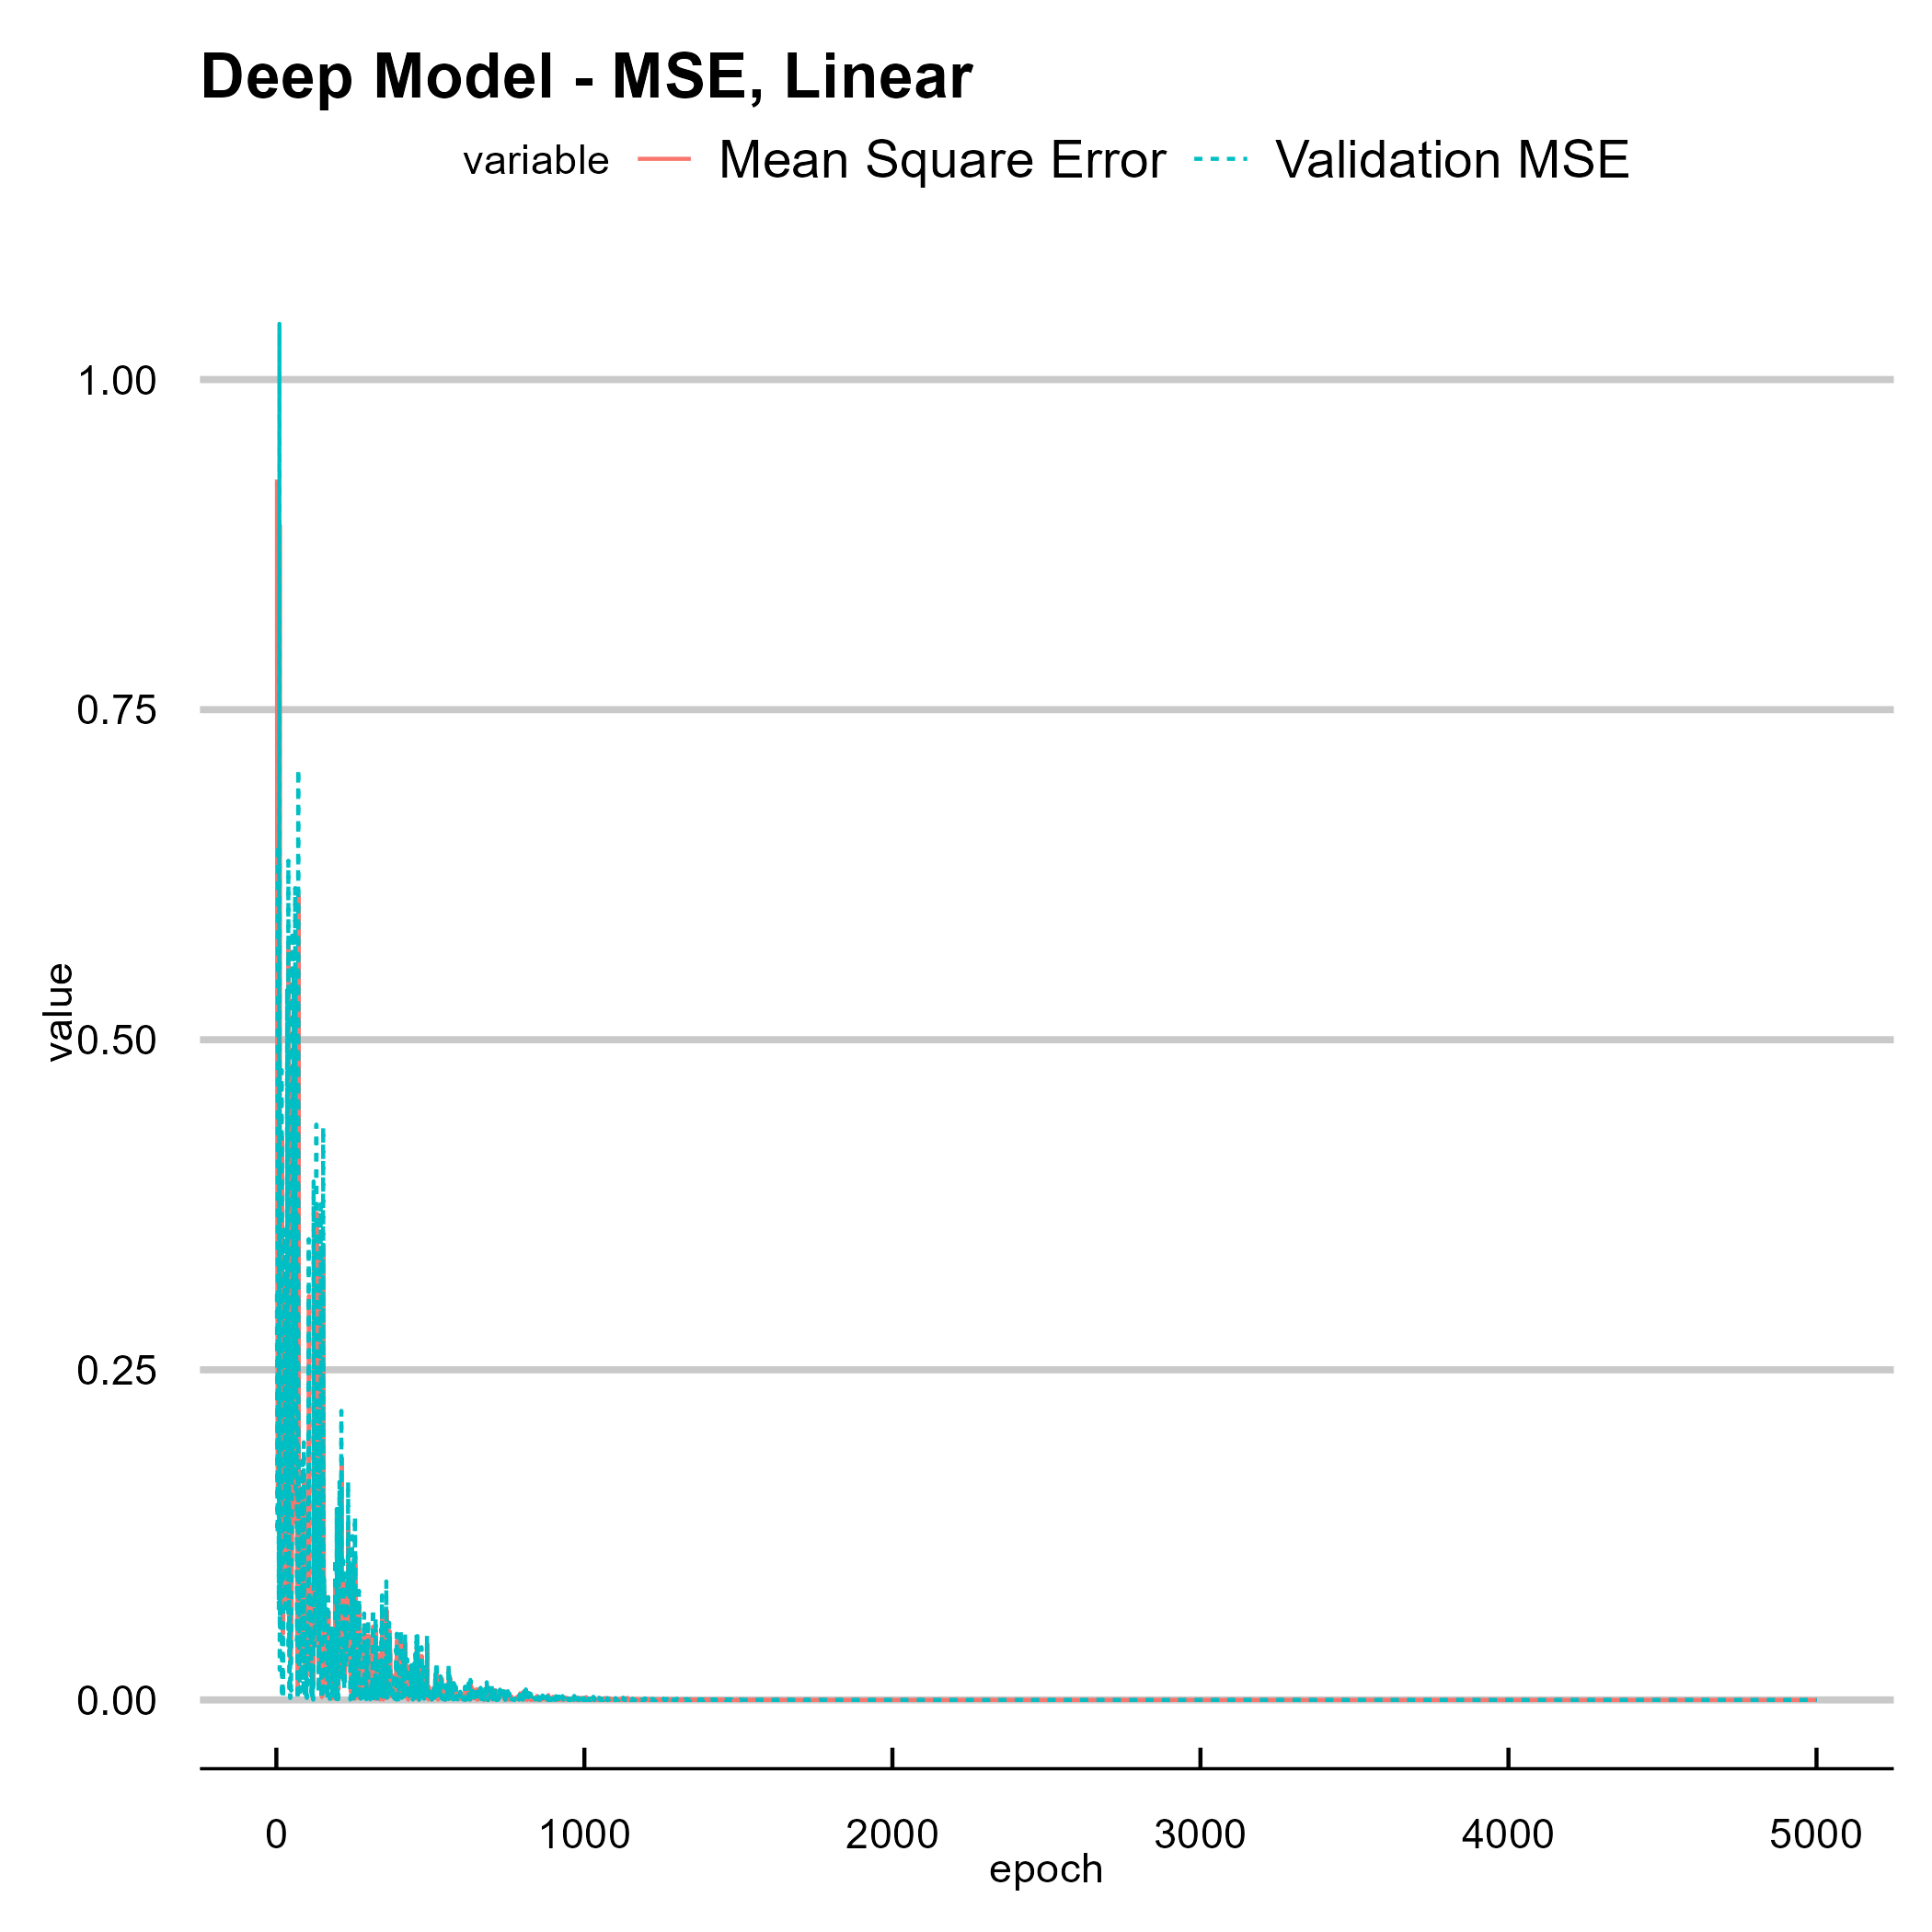 Deep Model - MSE, Linear
variable Mean Square Error Validation MSE
1.00
0.75
0.50
0.25
0.00
value
0 1000 2000 3000 4000 5000
epoch